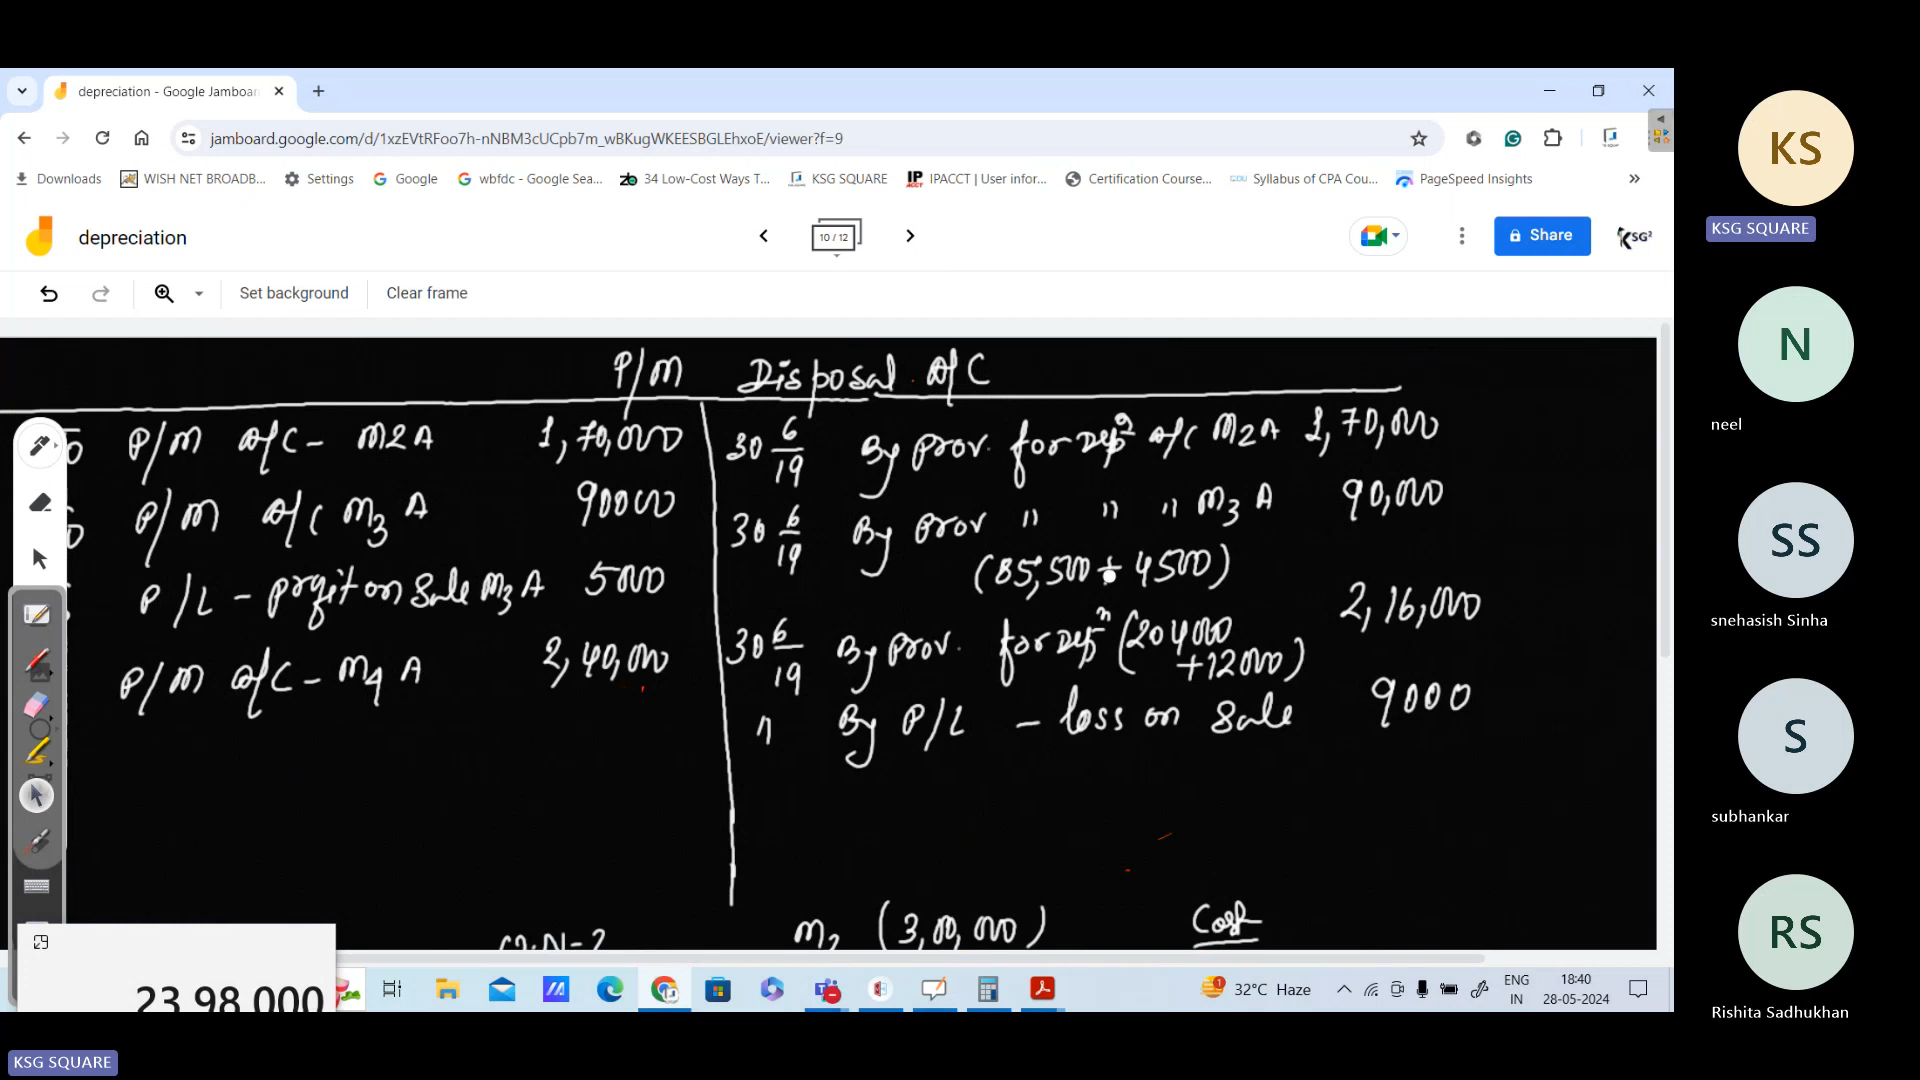 depreciation - Google Jamboar
jamboard.google.com/d/1xzEVtRFoo7h-nNBM3cUCpb7m_wBKugWKEESBGLEhxoE/viewer?f=9
Downloads WISH NET BROADB... Settings Google wbfdc - Google Sea... 34 Low-Cost Ways T... KSG SQUARE IPACCT | User infor... Certification Course... Syllabus of CPA Cou... PageSpeed Insights
depreciation
10 / 12
Share
KSG²
Set background
Clear frame
P/M Disposal A/C
P/M A/C - M2A 1,70,000
30 6/19 By Prov. for Depn A/C M2A 1,70,000
P/M A/C M3 A 90000
30 6/19 By Prov " " " M3 A 90,000
(85,500 + 4500)
P/L - profit on Sale M3 A 5000
30 6/19 By Prov. for Depn (204000 +12000) 2,16,000
P/M A/C - M4 A 2,40,000
" By P/L - loss on Sale 9000
M2 (3,00,000)
Cost
23,98,000
32°C Haze
ENG
IN
18:40
28-05-2024
KS
KSG SQUARE
N
neel
SS
snehasish Sinha
S
subhankar
RS
Rishita Sadhukhan
KSG SQUARE